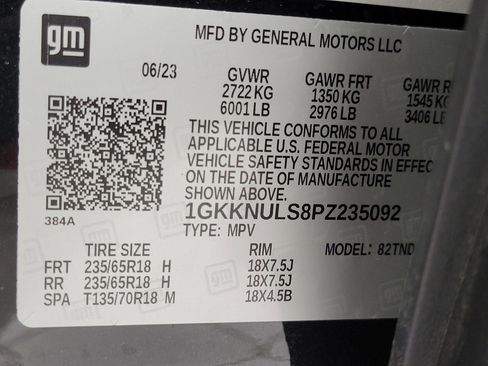 gm
MFD BY GENERAL MOTORS LLC
06/23 GVWR GAWR FRT GAWR
2722 KG 1350 KG 1545 KG
6001 LB 2976 LB 3406 LB
THIS VEHICLE CONFORMS TO ALL
APPLICABLE U.S. FEDERAL MOTOR
VEHICLE SAFETY STANDARDS IN EFFEC
ON THE DATE OF MANUFACTURE
SHOWN ABOVE.
384A
1GKKNULS8PZ235092
TYPE: MPV MODEL: 82TND
TIRE SIZE RIM
FRT 235/65R18 H 18X7.5J
RR 235/65R18 H 18X7.5J
SPA T135/70R18 M 18X4.5B